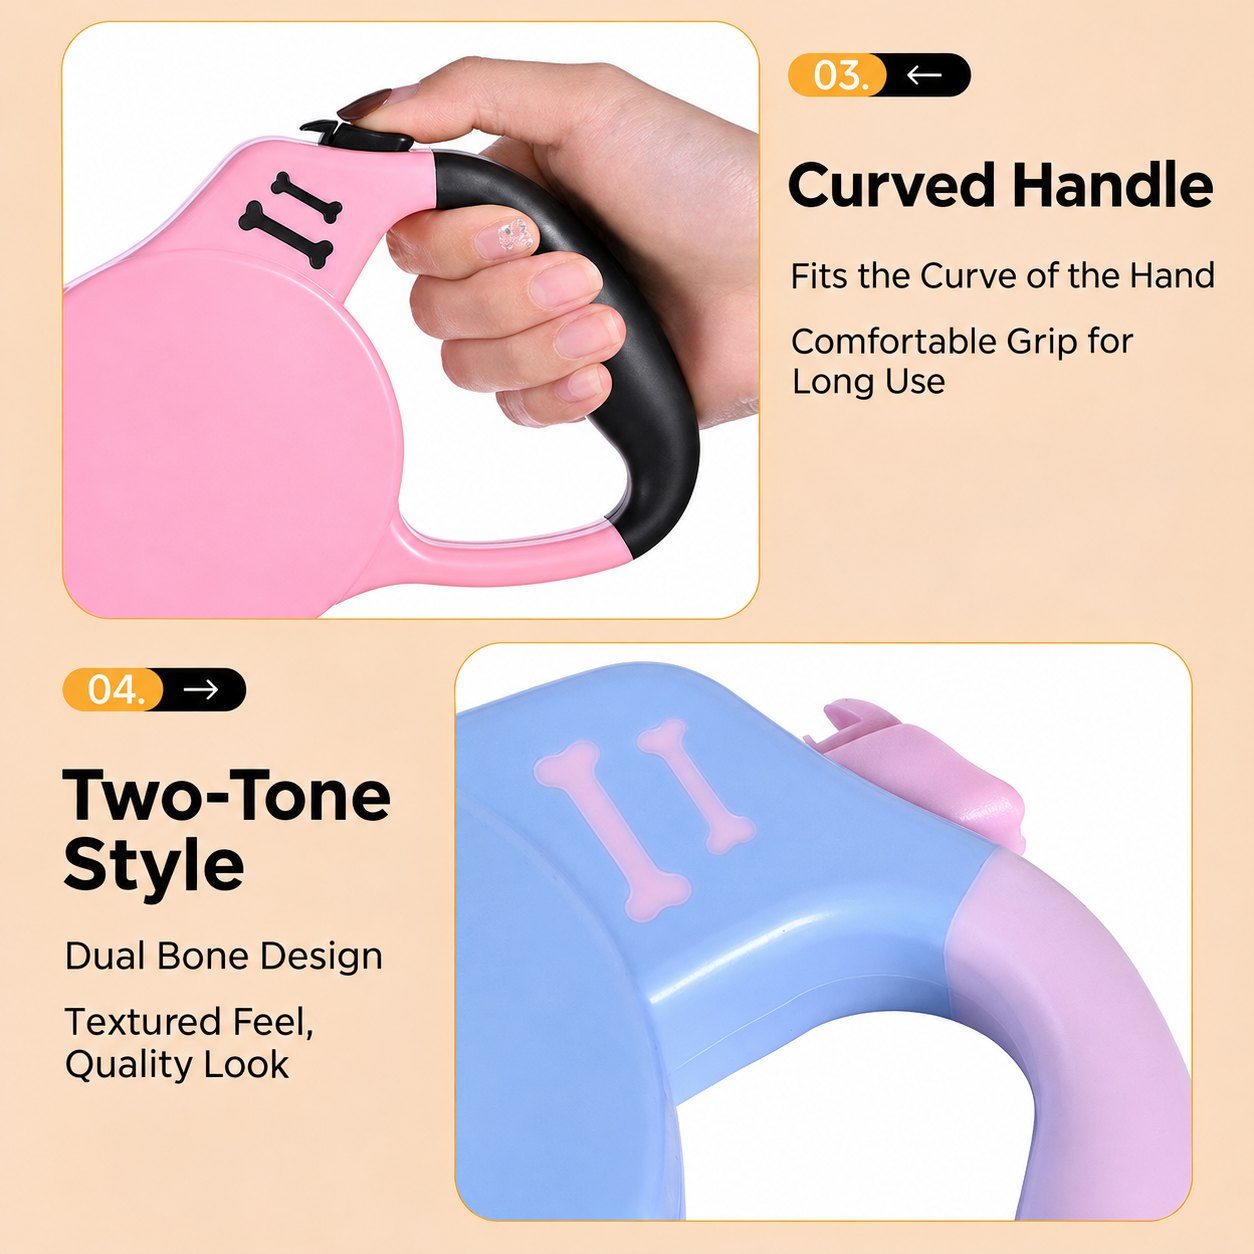 03.
Curved Handle
Fits the Curve of the Hand
Comfortable Grip for
Long Use
04.
Two-Tone
Style
Dual Bone Design
Textured Feel,
Quality Look